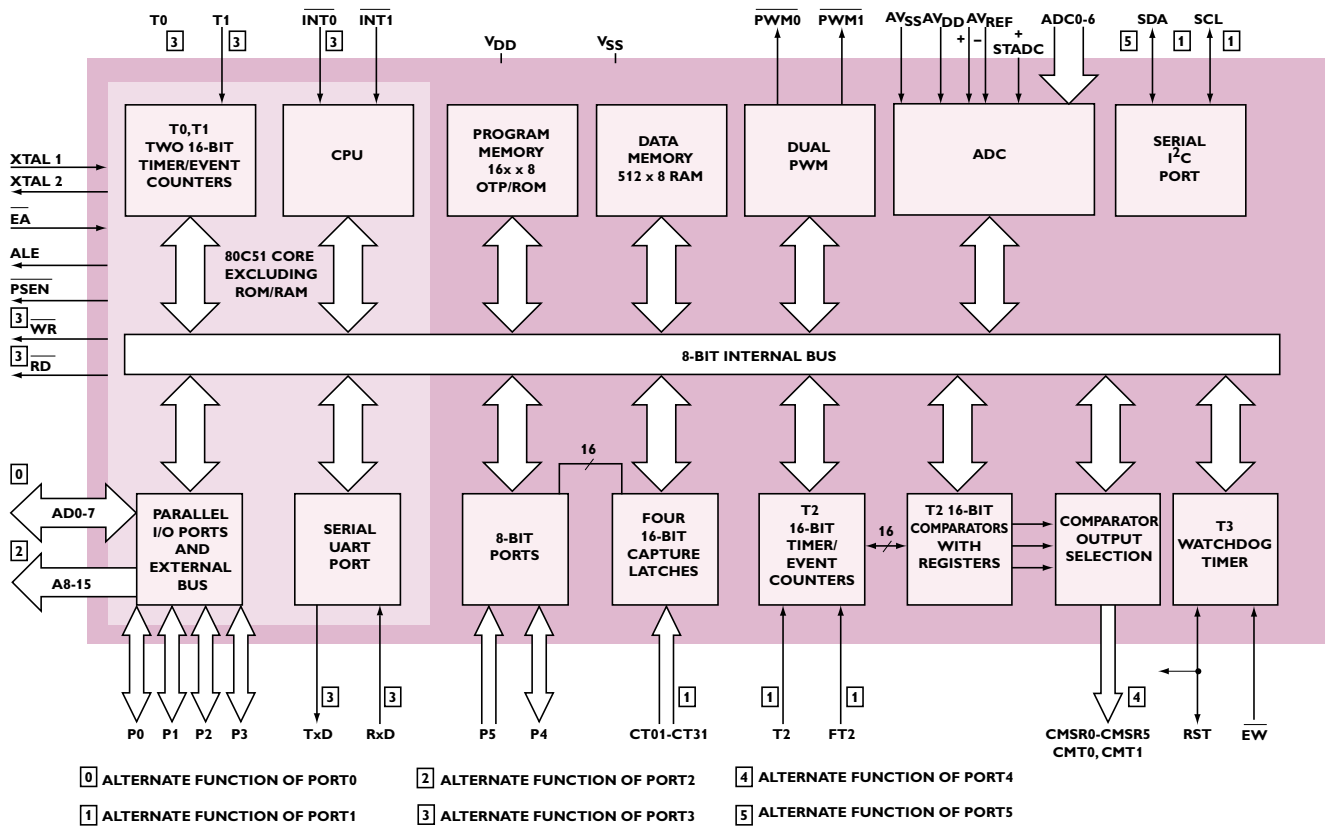 T0 T1 INT0 INT1 PWM0 PWM1 AVSS AVDD AVREF ADC0-6 SDA SCL
3 3 3 + − + STADC 5 1 1
VDD VSS
T0,T1
TWO 16-BIT
TIMER/EVENT
COUNTERS
CPU
PROGRAM
MEMORY
16x x 8
OTP/ROM
DATA
MEMORY
512 x 8 RAM
DUAL
PWM
ADC
SERIAL
I2C
PORT
XTAL 1
XTAL 2
EA
ALE
PSEN
3 WR
3 RD
80C51 CORE
EXCLUDING
ROM/RAM
8-BIT INTERNAL BUS
0
AD0-7
2
A8-15
PARALLEL
I/O PORTS
AND
EXTERNAL
BUS
SERIAL
UART
PORT
8-BIT
PORTS
16
FOUR
16-BIT
CAPTURE
LATCHES
T2
16-BIT
TIMER/
EVENT
COUNTERS
16
T2 16-BIT
COMPARATORS
WITH
REGISTERS
COMPARATOR
OUTPUT
SELECTION
T3
WATCHDOG
TIMER
3 3 1 1 1 4
P0 P1 P2 P3 TxD RxD P5 P4 CT01-CT31 T2 FT2 CMSR0-CMSR5 RST EW
CMT0, CMT1
0 ALTERNATE FUNCTION OF PORT0
2 ALTERNATE FUNCTION OF PORT2
4 ALTERNATE FUNCTION OF PORT4
1 ALTERNATE FUNCTION OF PORT1
3 ALTERNATE FUNCTION OF PORT3
5 ALTERNATE FUNCTION OF PORT5